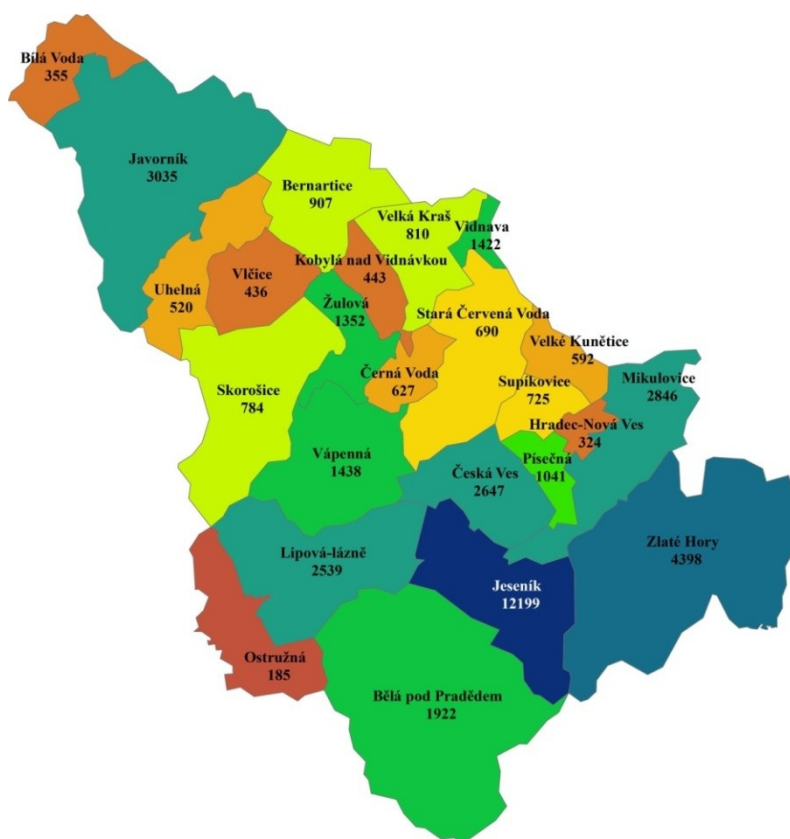 Bílá Voda
355
Javorník
3035
Bernartice
907
Velká Kraš
810
Vidnava
1422
Kobylá nad Vidnávkou
443
Vlčice
436
Uhelná
520
Žulová
1352
Stará Červená Voda
690
Velké Kunětice
592
Mikulovice
2846
Černá Voda
627
Supíkovice
725
Skorošice
784
Hradec-Nová Ves
324
Vápenná
1438
Česká Ves
2647
Písečná
1041
Zlaté Hory
4398
Lipová-lázně
2539
Jeseník
12199
Ostružná
185
Bělá pod Pradědem
1922